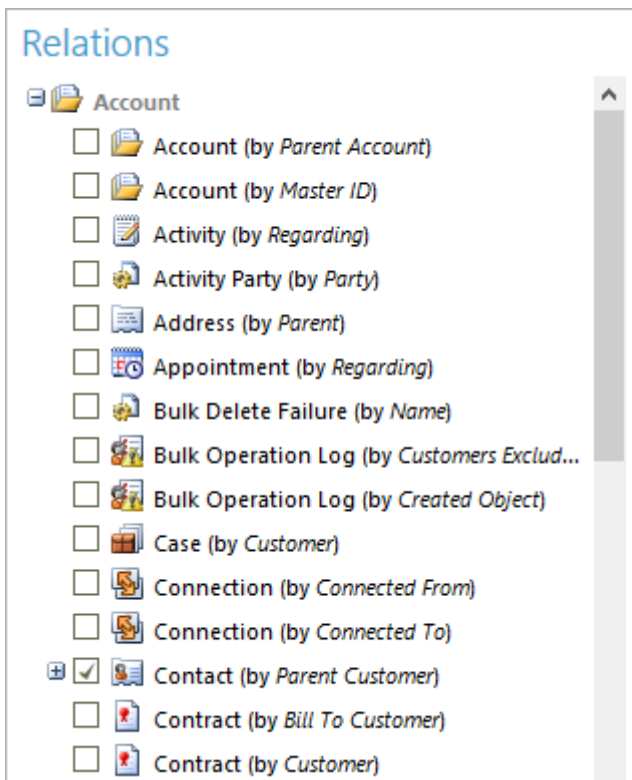 Relations
Account
Account (by Parent Account)
Account (by Master ID)
Activity (by Regarding)
Activity Party (by Party)
Address (by Parent)
Appointment (by Regarding)
Bulk Delete Failure (by Name)
Bulk Operation Log (by Customers Exclud...
Bulk Operation Log (by Created Object)
Case (by Customer)
Connection (by Connected From)
Connection (by Connected To)
Contact (by Parent Customer)
Contract (by Bill To Customer)
Contract (by Customer)